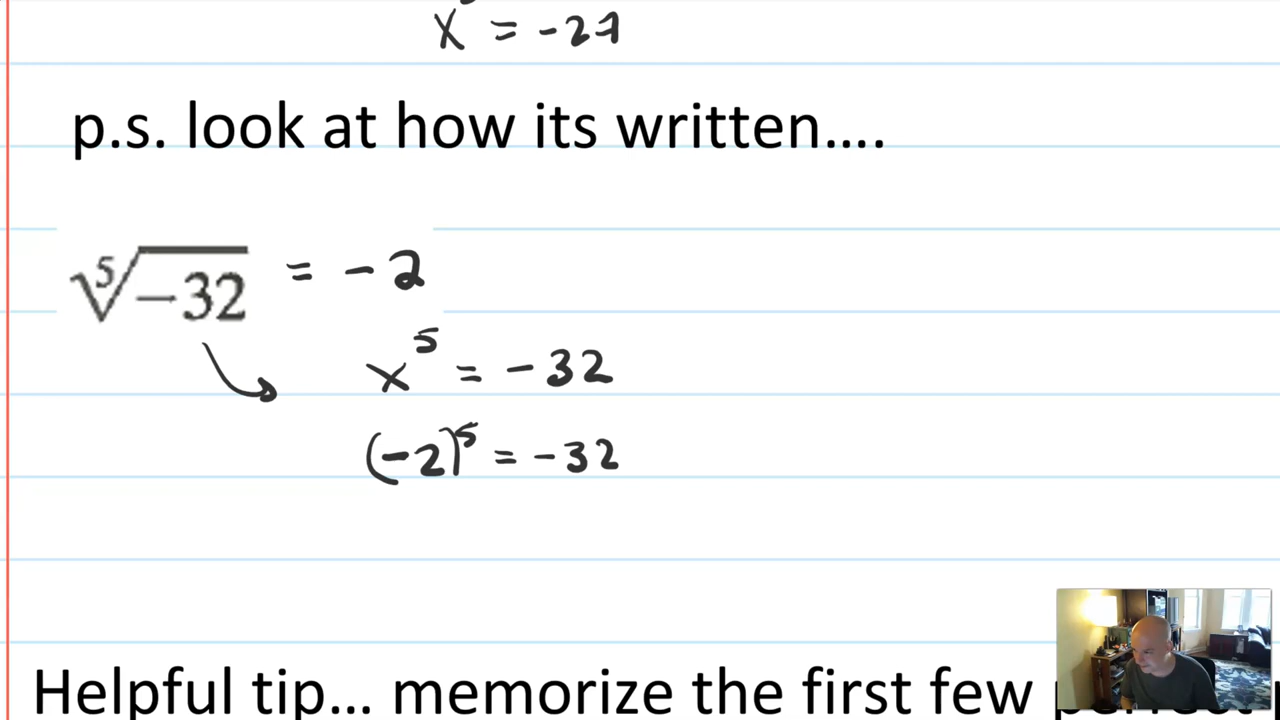 x = -27
p.s. look at how its written....
⁵√-32 = -2
x⁵ = -32
(-2)⁵ = -32
Helpful tip... memorize the first few